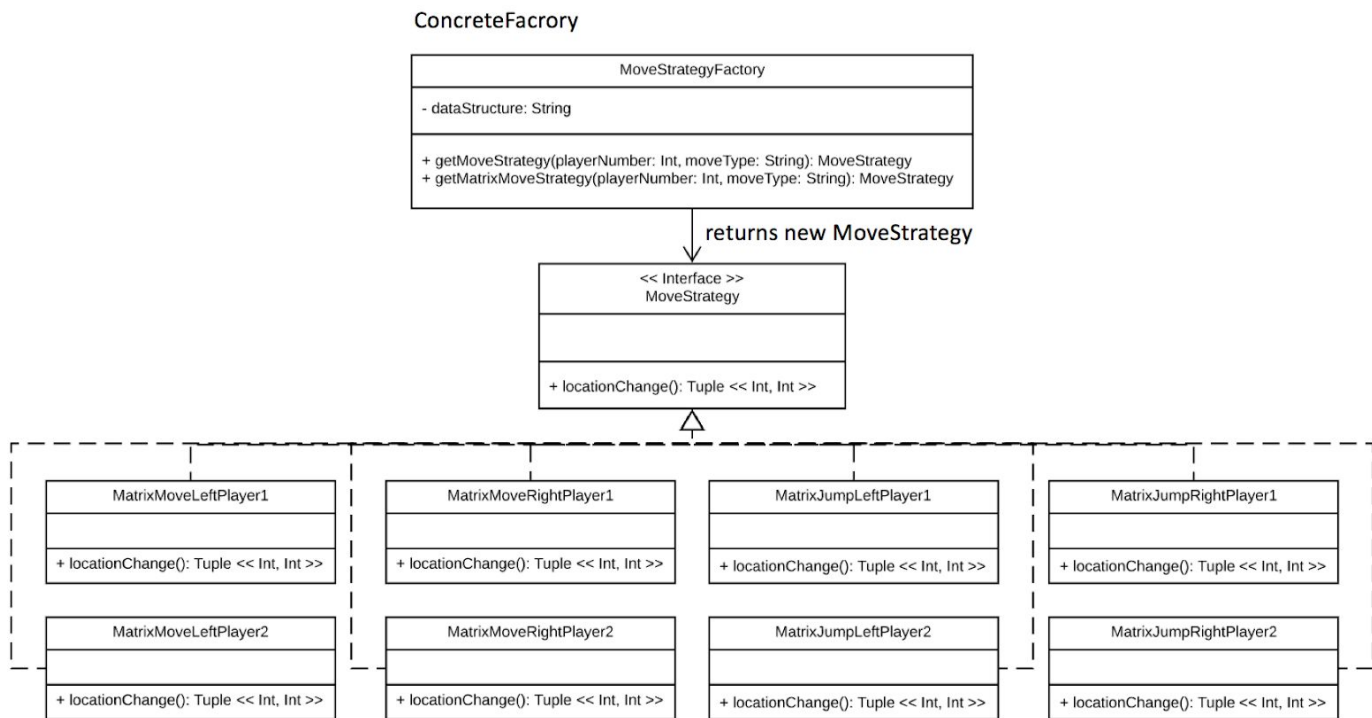 ConcreteFacrory
MoveStrategyFactory
- dataStructure: String
+ getMoveStrategy(playerNumber: Int, moveType: String): MoveStrategy
+ getMatrixMoveStrategy(playerNumber: Int, moveType: String): MoveStrategy
returns new MoveStrategy
<< Interface >>
MoveStrategy
+ locationChange(): Tuple << Int, Int >>
MatrixMoveLeftPlayer1
+ locationChange(): Tuple << Int, Int >>
MatrixMoveRightPlayer1
+ locationChange(): Tuple << Int, Int >>
MatrixJumpLeftPlayer1
+ locationChange(): Tuple << Int, Int >>
MatrixJumpRightPlayer1
+ locationChange(): Tuple << Int, Int >>
MatrixMoveLeftPlayer2
+ locationChange(): Tuple << Int, Int >>
MatrixMoveRightPlayer2
+ locationChange(): Tuple << Int, Int >>
MatrixJumpLeftPlayer2
+ locationChange(): Tuple << Int, Int >>
MatrixJumpRightPlayer2
+ locationChange(): Tuple << Int, Int >>